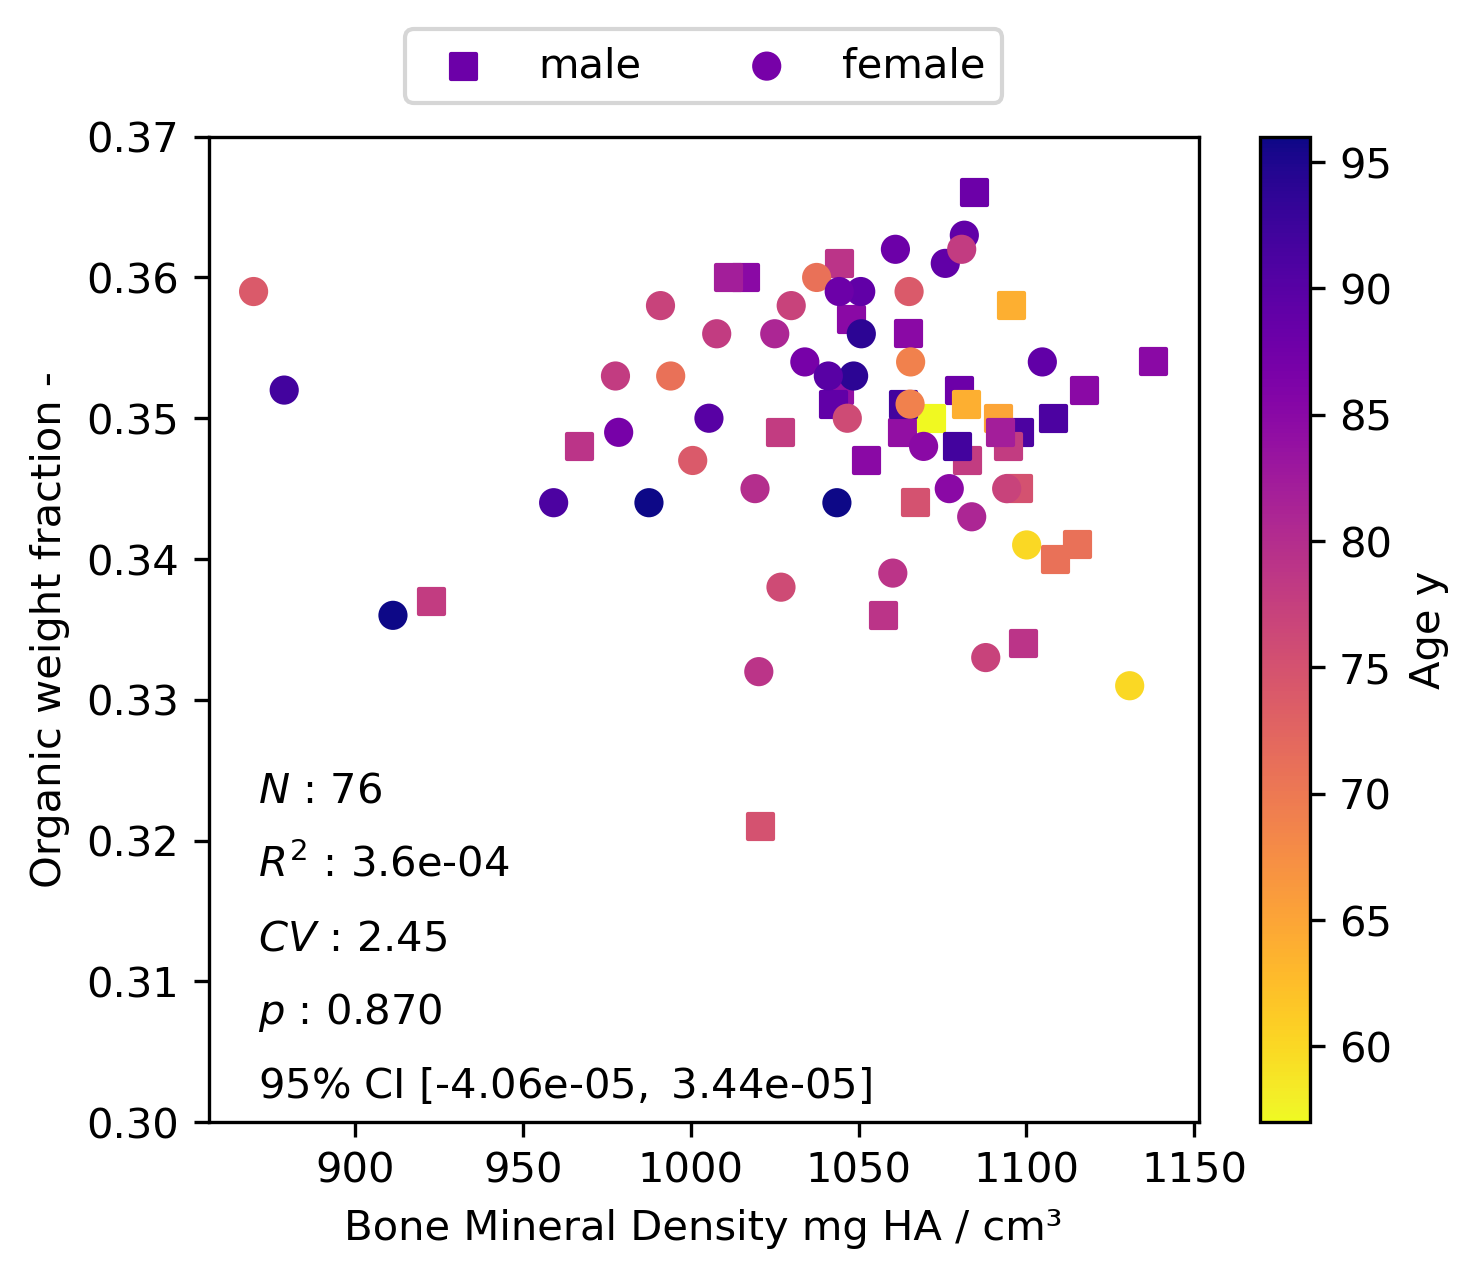 male female
0.37
0.36
0.35
0.34
0.33
0.32
0.31
0.30
Organic weight fraction -
N : 76
R² : 3.6e-04
CV : 2.45
p : 0.870
95% CI [-4.06e-05, 3.44e-05]
900 950 1000 1050 1100 1150
Bone Mineral Density mg HA / cm³
95
90
85
80
75
70
65
60
Age y